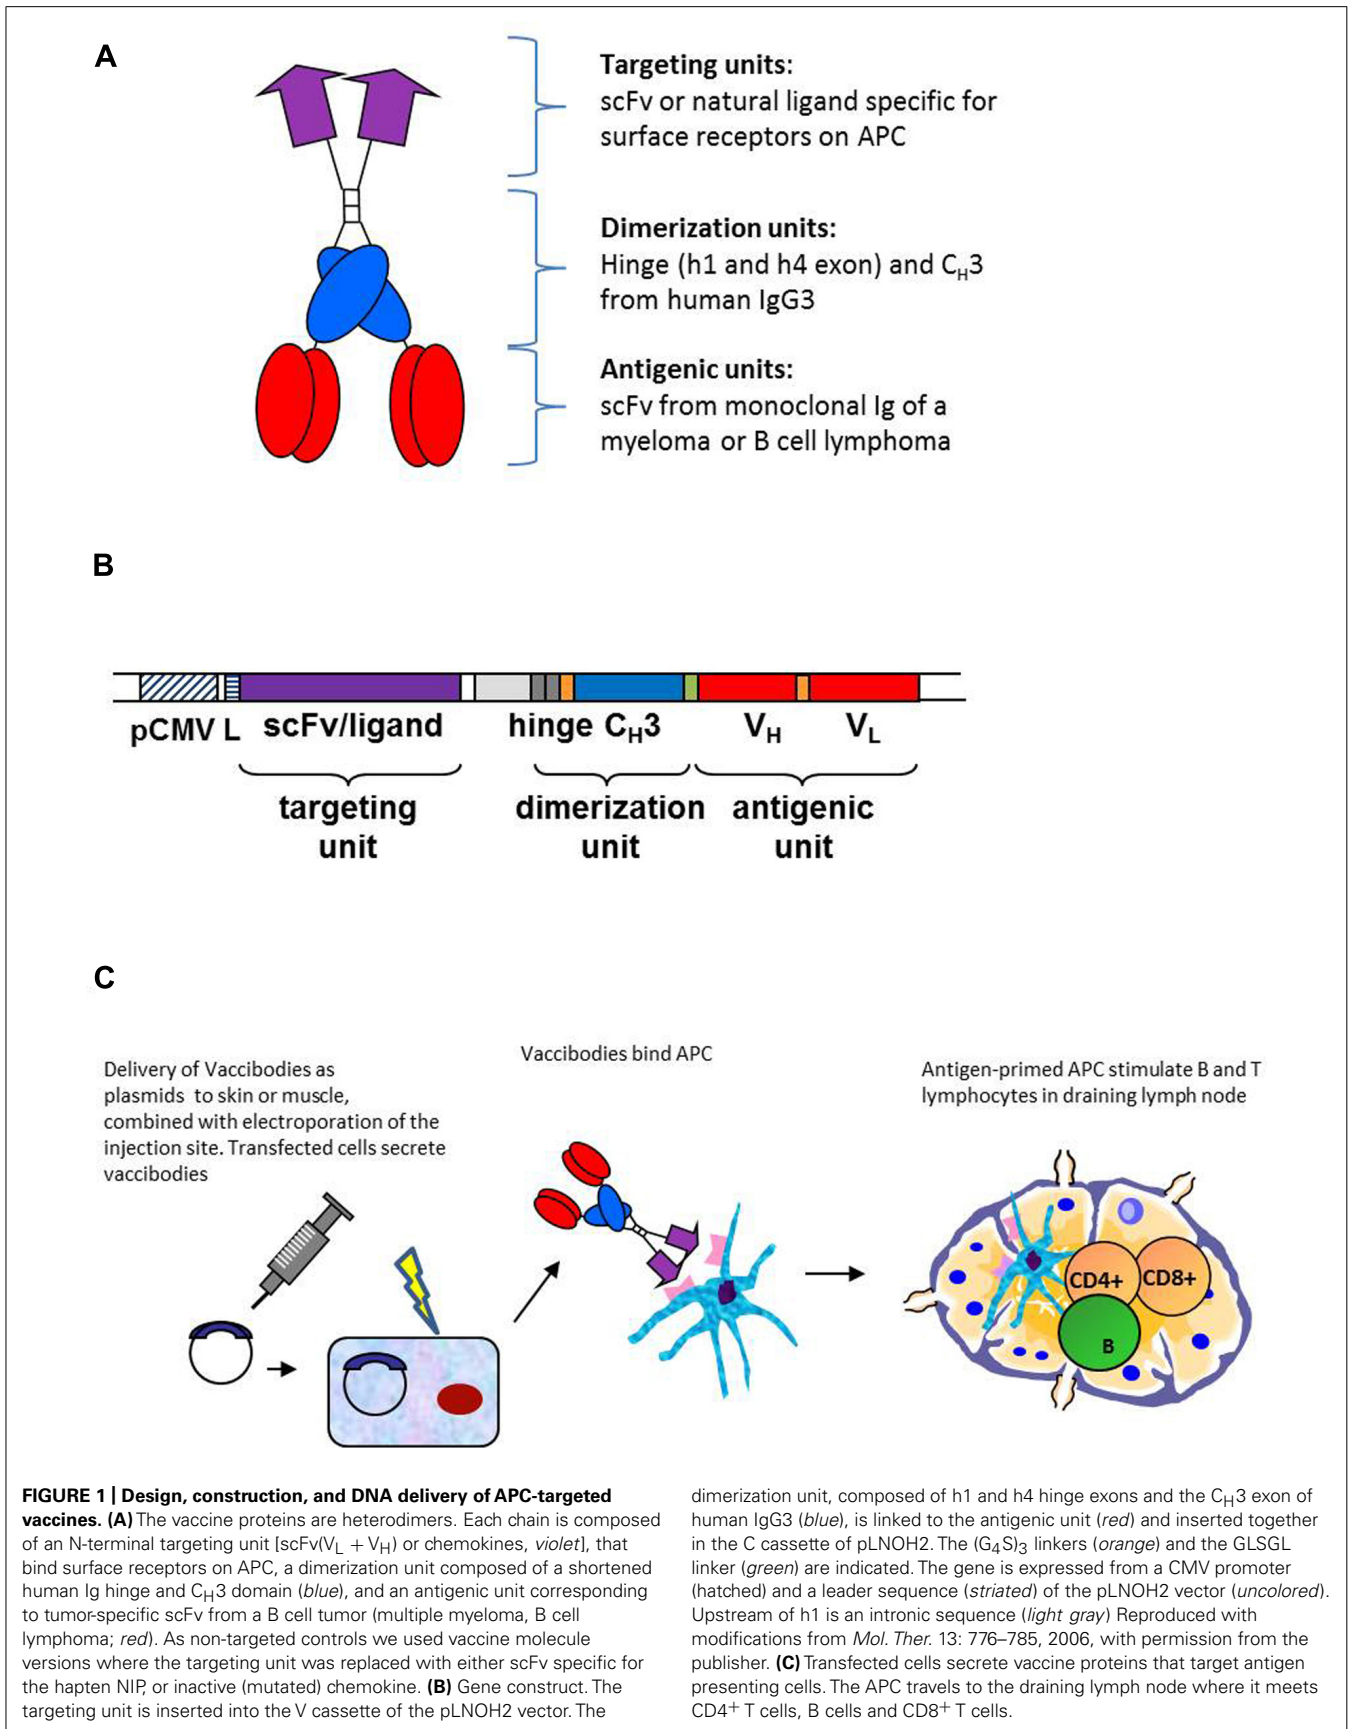 A
Targeting units:
scFv or natural ligand specific for
surface receptors on APC
Dimerization units:
Hinge (h1 and h4 exon) and CH3
from human IgG3
Antigenic units:
scFv from monoclonal Ig of a
myeloma or B cell lymphoma
B
pCMV L scFv/ligand hinge CH3 VH VL
targeting unit
dimerization unit
antigenic unit
C
Delivery of Vaccibodies as
plasmids to skin or muscle,
combined with electroporation of the
injection site. Transfected cells secrete
vaccibodies
Vaccibodies bind APC
Antigen-primed APC stimulate B and T
lymphocytes in draining lymph node
CD4+
CD8+
B
FIGURE 1 | Design, construction, and DNA delivery of APC-targeted
vaccines. (A) The vaccine proteins are heterodimers. Each chain is composed
of an N-terminal targeting unit [scFv(VL + VH) or chemokines, violet], that
bind surface receptors on APC, a dimerization unit composed of a shortened
human Ig hinge and CH3 domain (blue), and an antigenic unit corresponding
to tumor-specific scFv from a B cell tumor (multiple myeloma, B cell
lymphoma; red). As non-targeted controls we used vaccine molecule
versions where the targeting unit was replaced with either scFv specific for
the hapten NIP, or inactive (mutated) chemokine. (B) Gene construct. The
targeting unit is inserted into the V cassette of the pLNOH2 vector. The
dimerization unit, composed of h1 and h4 hinge exons and the CH3 exon of
human IgG3 (blue), is linked to the antigenic unit (red) and inserted together
in the C cassette of pLNOH2. The (G4S)3 linkers (orange) and the GLSGL
linker (green) are indicated. The gene is expressed from a CMV promoter
(hatched) and a leader sequence (striated) of the pLNOH2 vector (uncolored).
Upstream of h1 is an intronic sequence (light gray) Reproduced with
modifications from Mol. Ther. 13: 776–785, 2006, with permission from the
publisher. (C) Transfected cells secrete vaccine proteins that target antigen
presenting cells. The APC travels to the draining lymph node where it meets
CD4+ T cells, B cells and CD8+ T cells.